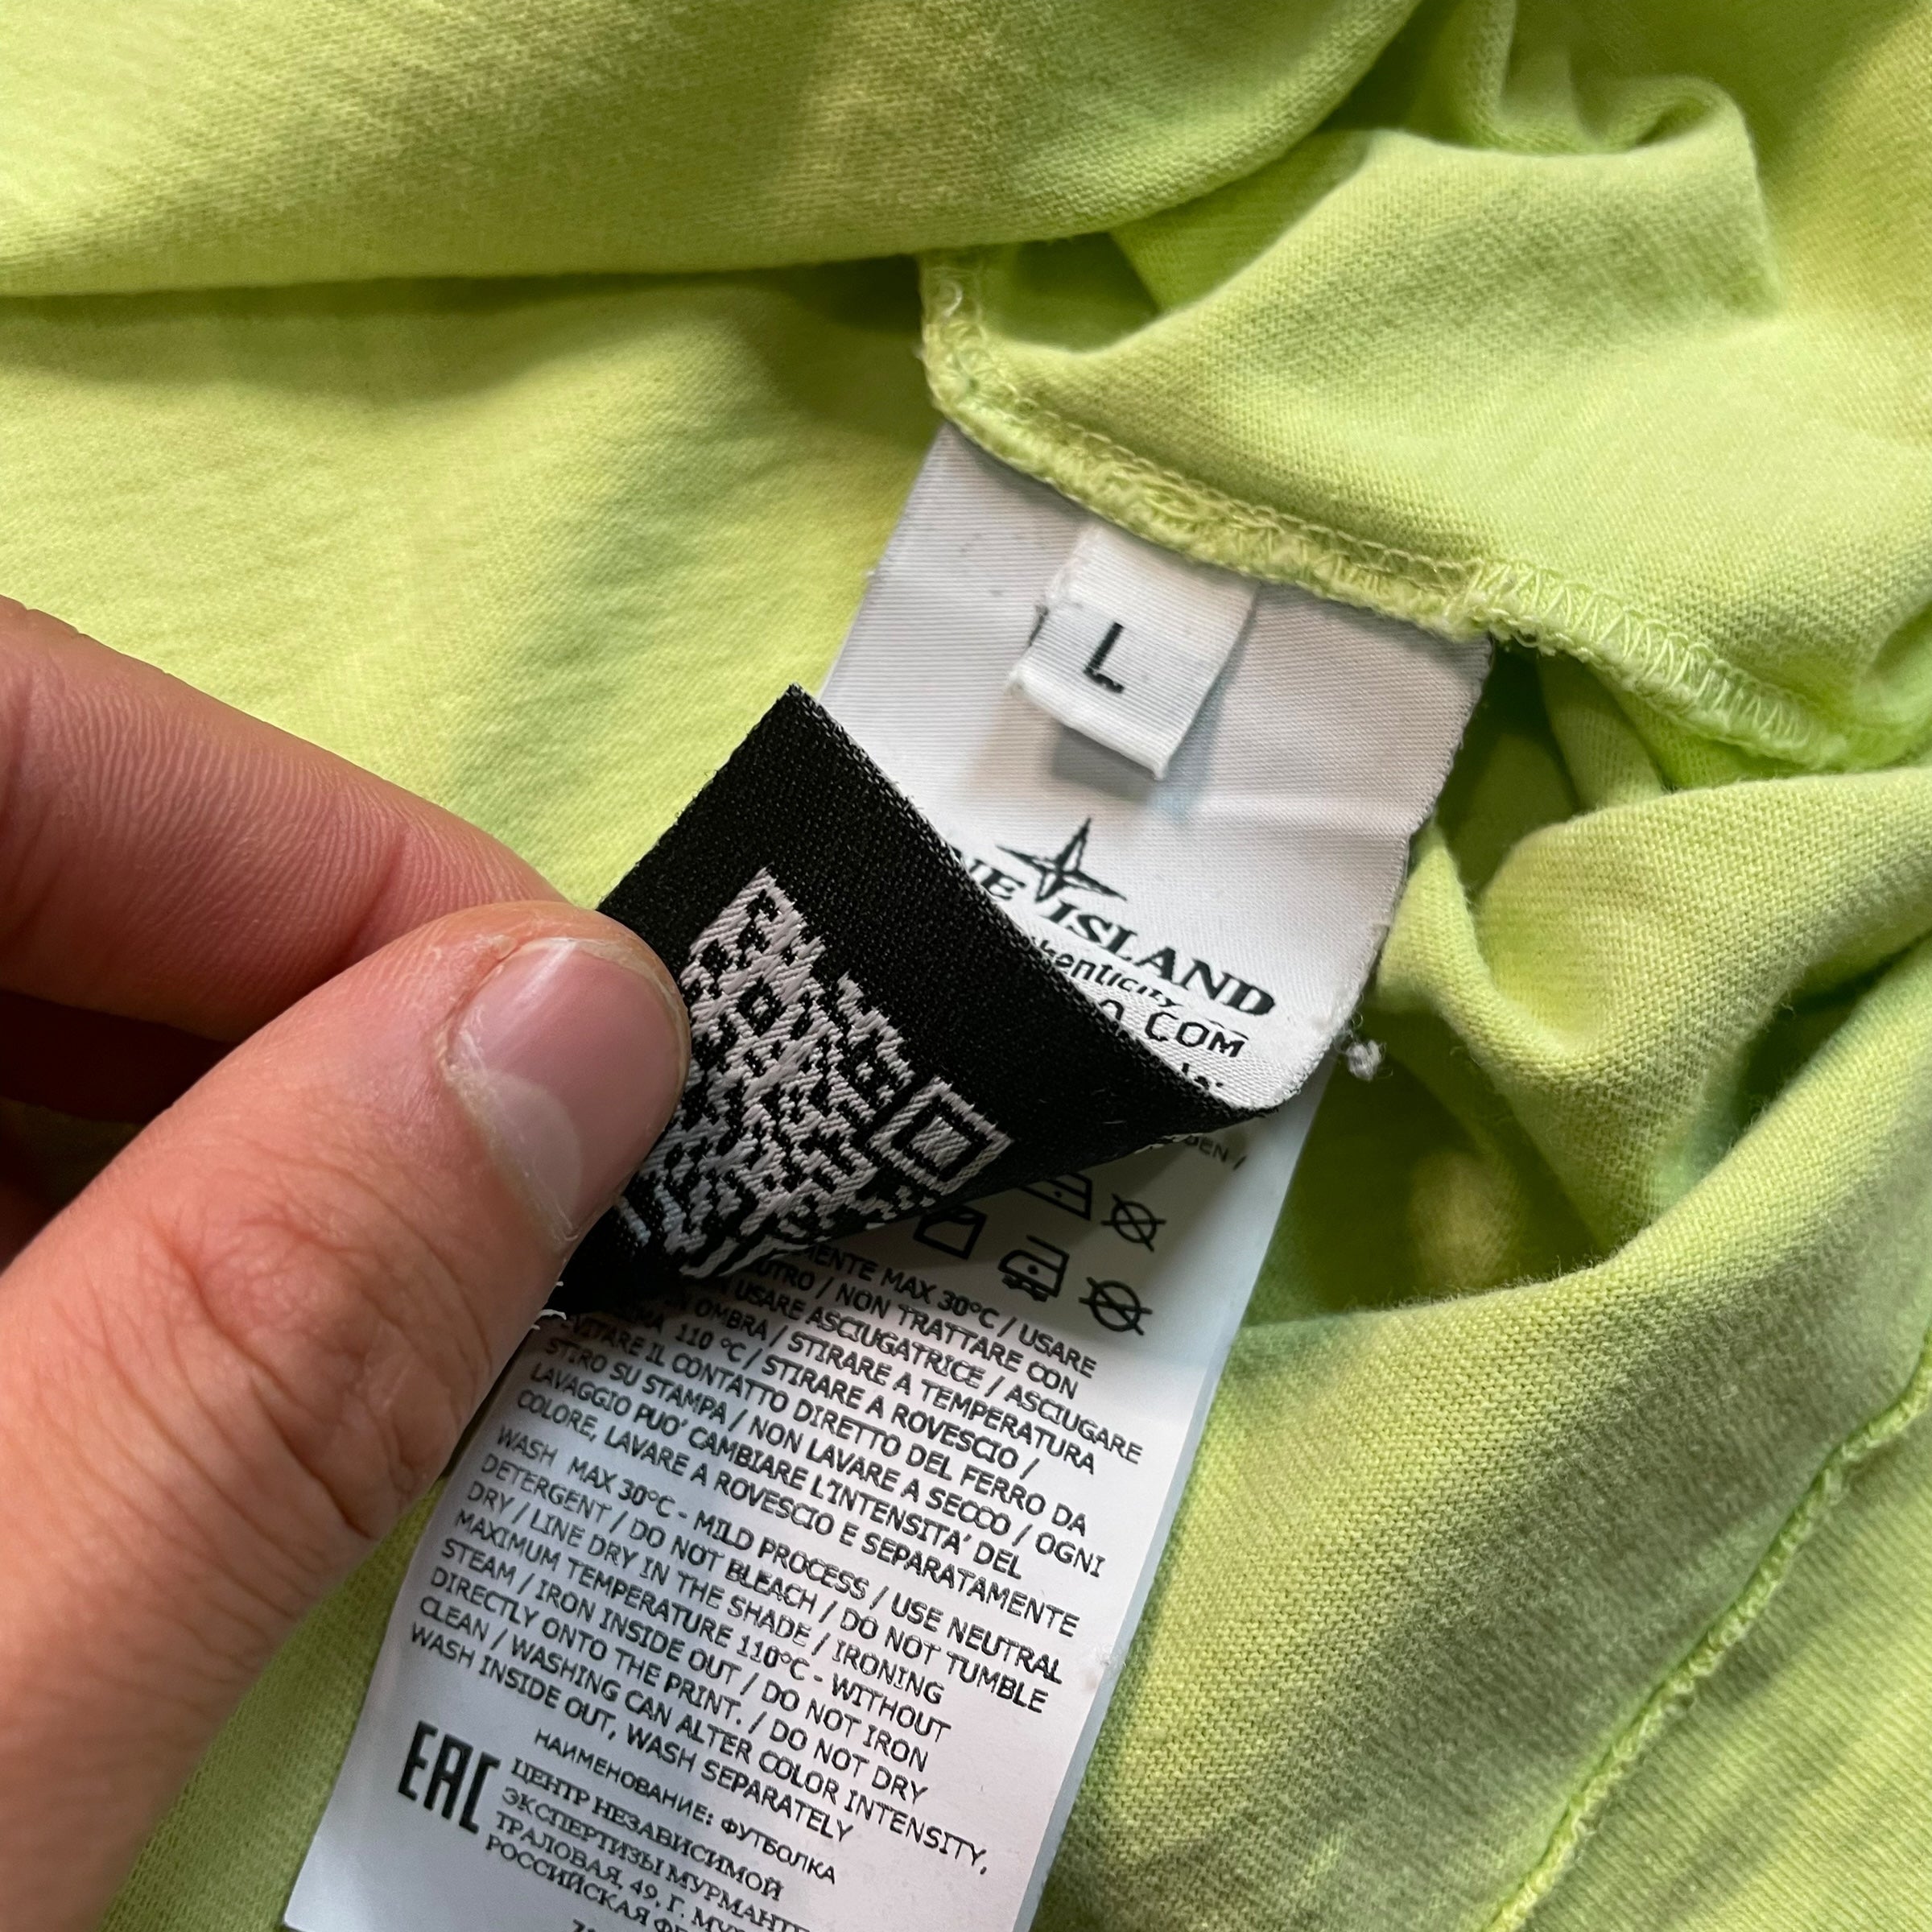 L
ISLAND
.COM
MAX 30°C / USARE
/ NON TRATTARE CON
USARE ASCIUGATRICE / ASCIUGARE
OMBRA / STIRARE A TEMPERATURA
110 °C / STIRARE A ROVESCIO /
EVITARE IL CONTATTO DIRETTO DEL FERRO DA
STIRO SU STAMPA / NON LAVARE A SECCO / OGNI
LAVAGGIO PUO' CAMBIARE L'INTENSITA' DEL
COLORE, LAVARE A ROVESCIO E SEPARATAMENTE
WASH MAX 30°C - MILD PROCESS / USE NEUTRAL
DETERGENT / DO NOT BLEACH / DO NOT TUMBLE
DRY / LINE DRY IN THE SHADE / IRONING
MAXIMUM TEMPERATURE 110°C - WITHOUT
STEAM / IRON INSIDE OUT / DO NOT IRON
DIRECTLY ONTO THE PRINT. / DO NOT DRY
CLEAN / WASHING CAN ALTER COLOR INTENSITY,
WASH INSIDE OUT, WASH SEPARATELY
EAC
НАИМЕНОВАНИЕ: ФУТБОЛКА
ЦЕНТР НЕЗАВИСИМОЙ
ЭКСПЕРТИЗЫ МУРМАНТЕ
ТРАЛОВАЯ, 49, Г.
РОССИЙСКАЯ